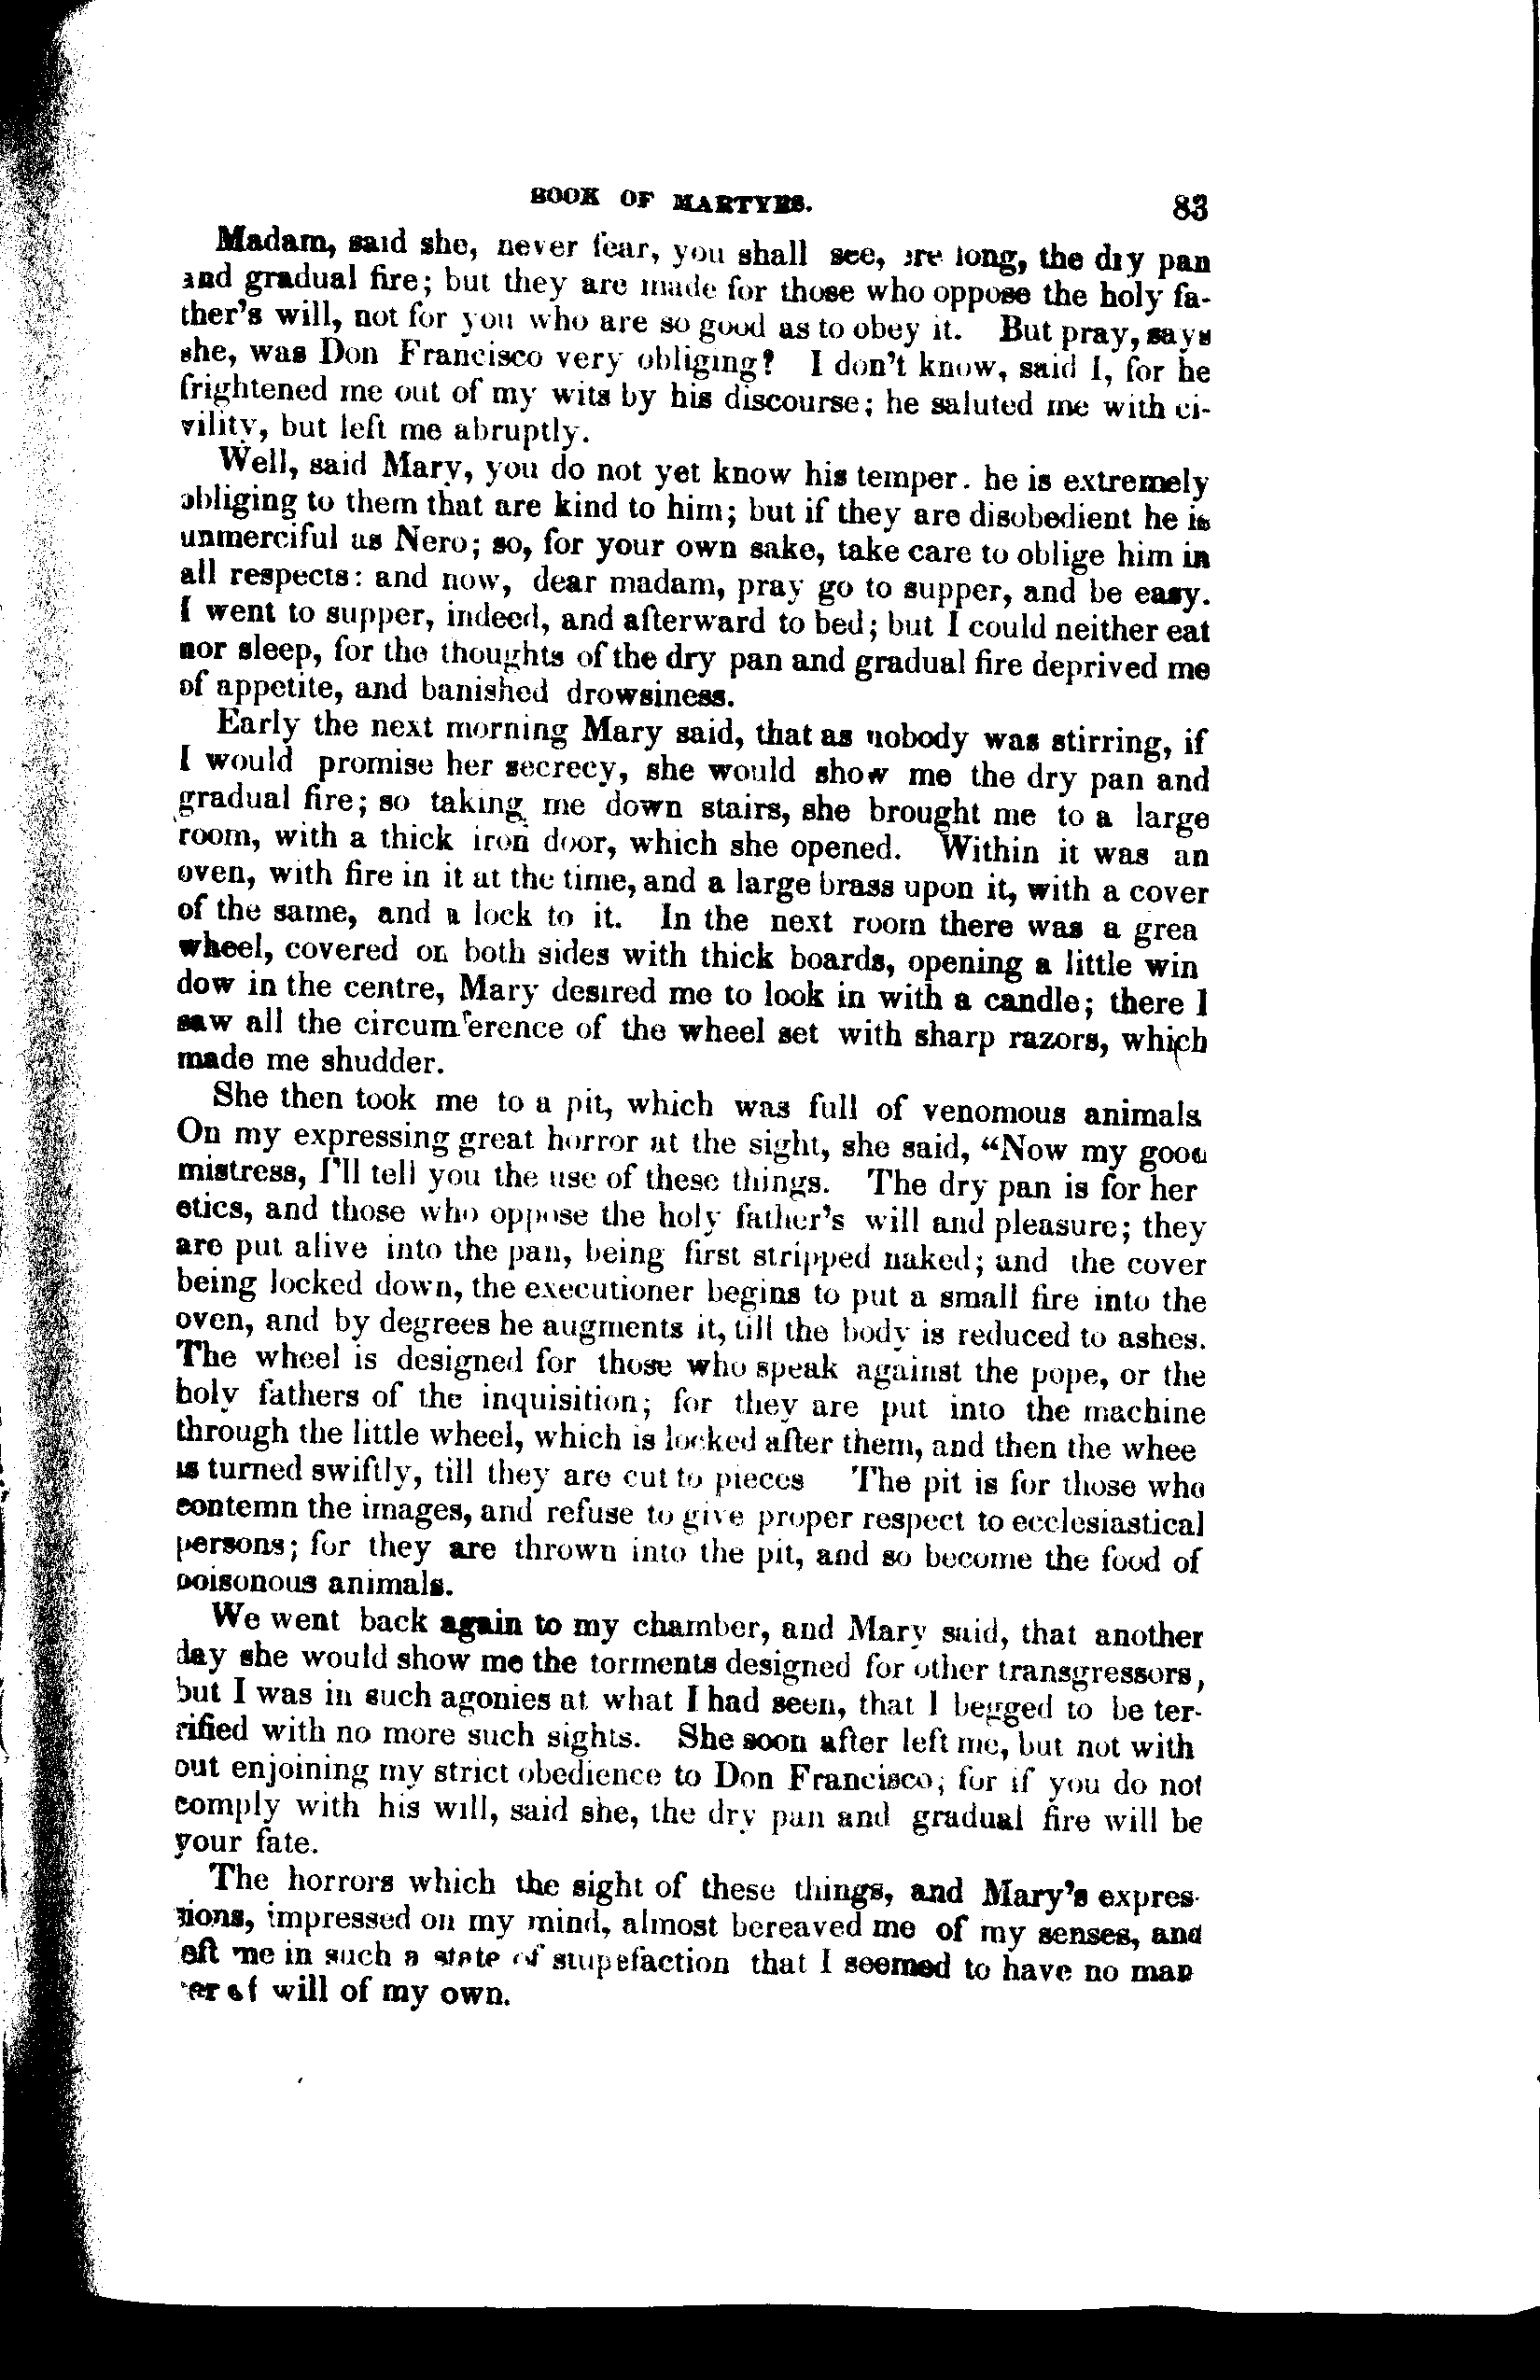 BOOK OF MARTYRS. 83
Madam, said she, never fear, you shall see, ere long, the dry pan
and gradual fire; but they are made for those who oppose the holy fa-
ther's will, not for you who are so good as to obey it. But pray, says
she, was Don Francisco very obliging? I don't know, said I, for he
frightened me out of my wits by his discourse; he saluted me with ci-
vility, but left me abruptly.
Well, said Mary, you do not yet know his temper. he is extremely
obliging to them that are kind to him; but if they are disobedient he is
unmerciful as Nero; so, for your own sake, take care to oblige him in
all respects: and now, dear madam, pray go to supper, and be easy.
I went to supper, indeed, and afterward to bed; but I could neither eat
nor sleep, for the thoughts of the dry pan and gradual fire deprived me
of appetite, and banished drowsiness.
Early the next morning Mary said, that as nobody was stirring, if
I would promise her secrecy, she would show me the dry pan and
gradual fire; so taking me down stairs, she brought me to a large
room, with a thick iron door, which she opened. Within it was an
oven, with fire in it at the time, and a large brass upon it, with a cover
of the same, and a lock to it. In the next room there was a grea
wheel, covered on both sides with thick boards, opening a little win
dow in the centre, Mary desired me to look in with a candle; there I
saw all the circumference of the wheel set with sharp razors, which
made me shudder.
She then took me to a pit, which was full of venomous animals
On my expressing great horror at the sight, she said, “Now my good
mistress, I'll tell you the use of these things. The dry pan is for her
etics, and those who oppose the holy father's will and pleasure; they
are put alive into the pan, being first stripped naked; and the cover
being locked down, the executioner begins to put a small fire into the
oven, and by degrees he augments it, till the body is reduced to ashes.
The wheel is designed for those who speak against the pope, or the
holy fathers of the inquisition; for they are put into the machine
through the little wheel, which is locked after them, and then the whee
is turned swiftly, till they are cut to pieces The pit is for those who
contemn the images, and refuse to give proper respect to ecclesiastical
persons; for they are thrown into the pit, and so become the food of
poisonous animals.
We went back again to my chamber, and Mary said, that another
day she would show me the torments designed for other transgressors,
but I was in such agonies at what I had seen, that I begged to be ter-
rified with no more such sights. She soon after left me, but not with
out enjoining my strict obedience to Don Francisco; for if you do not
comply with his will, said she, the dry pan and gradual fire will be
your fate.
The horrors which the sight of these things, and Mary's expres-
sions, impressed on my mind, almost bereaved me of my senses, and
left me in such a state of stupefaction that I seemed to have no man
ner of will of my own.